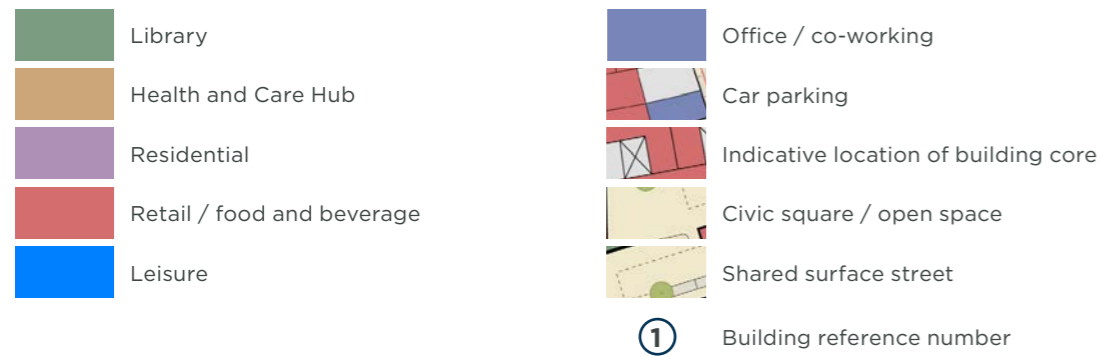 Library
Health and Care Hub
Residential
Retail / food and beverage
Leisure
Office / co-working
Car parking
Indicative location of building core
Civic square / open space
Shared surface street
1 Building reference number